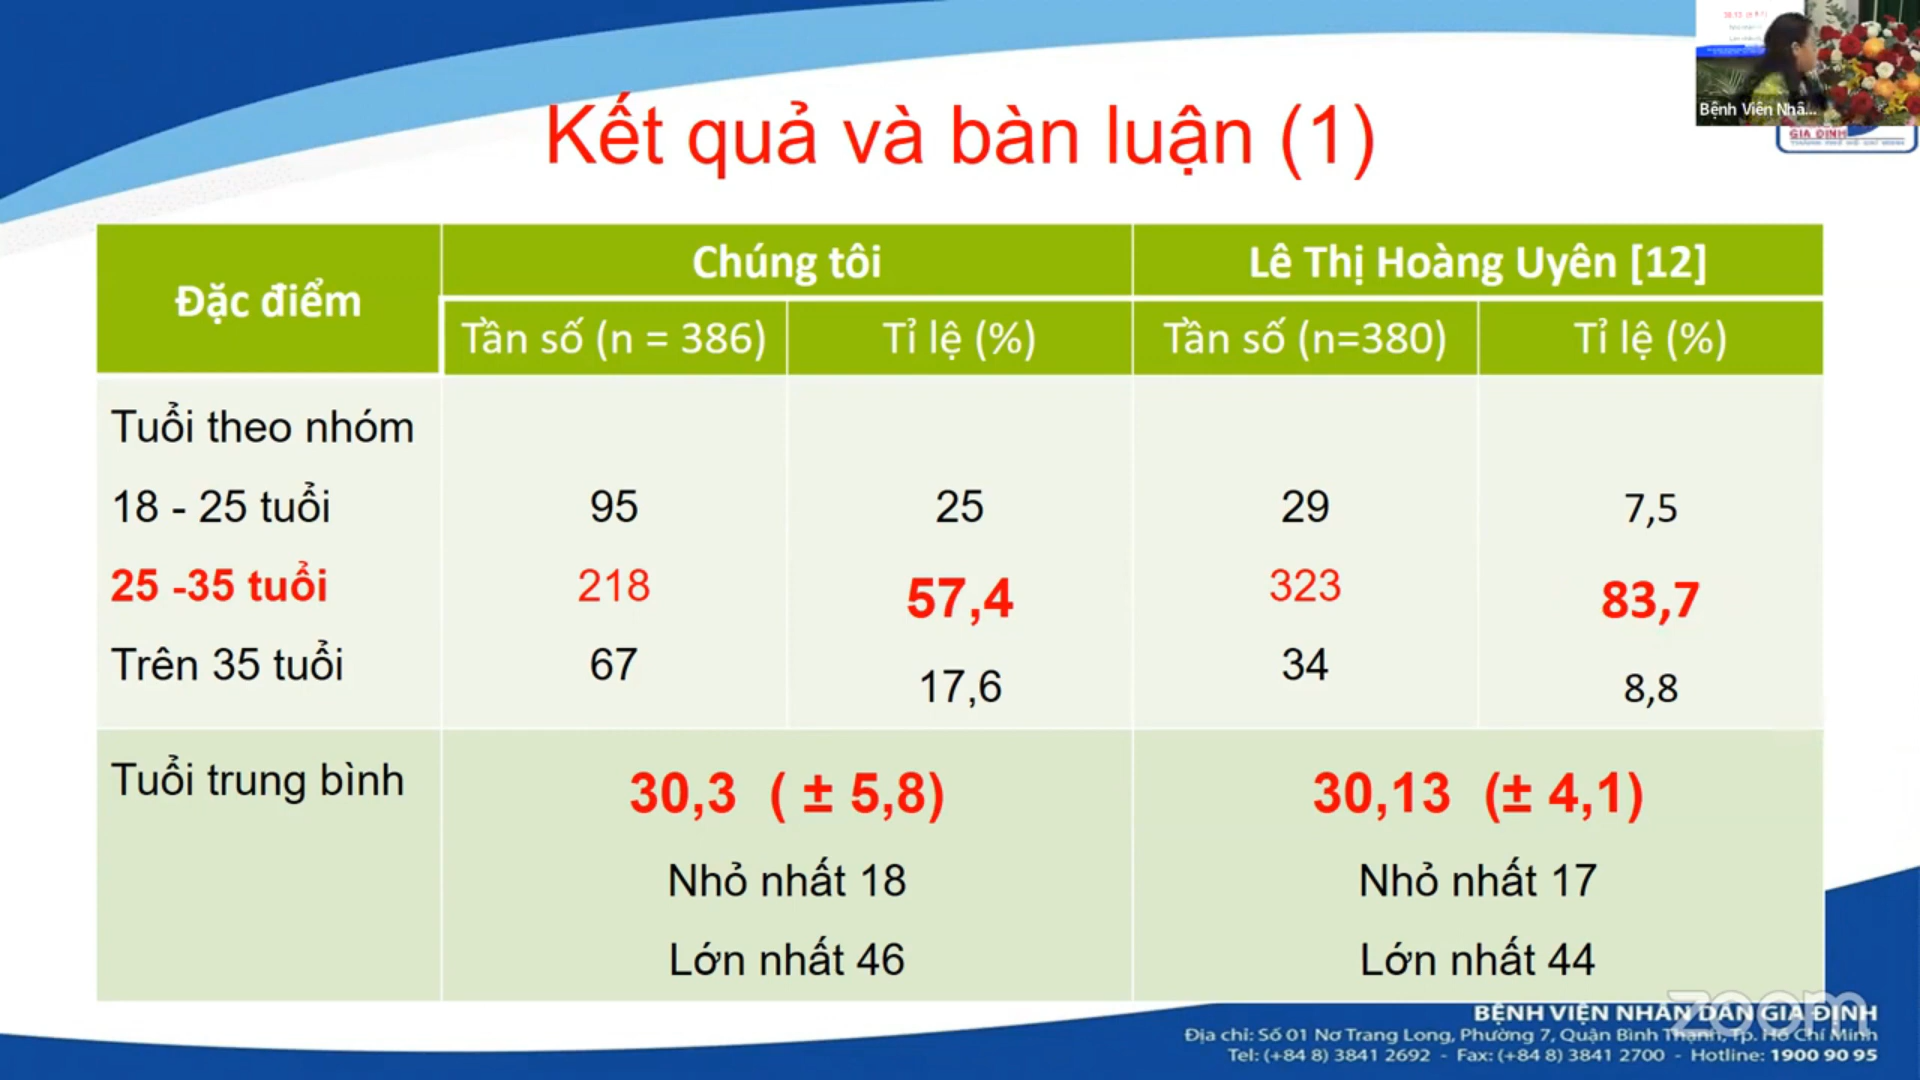 Kết quả và bàn luận (1)
Bệnh Viện Nhâ...
GIA ĐỊNH
Đặc điểm
Chúng tôi
Lê Thị Hoàng Uyên [12]
Tần số (n = 386)
Tỉ lệ (%)
Tần số (n=380)
Tỉ lệ (%)
Tuổi theo nhóm
18 - 25 tuổi
95
25
29
7,5
25 -35 tuổi
218
57,4
323
83,7
Trên 35 tuổi
67
17,6
34
8,8
Tuổi trung bình
30,3 ( ± 5,8)
Nhỏ nhất 18
Lớn nhất 46
30,13 (± 4,1)
Nhỏ nhất 17
Lớn nhất 44
zoom
BỆNH VIỆN NHÂN DÂN GIA ĐỊNH
Địa chỉ: Số 01 Nơ Trang Long, Phường 7, Quận Bình Thạnh, Tp. Hồ Chí Minh
Tel: (+84 8) 3841 2692 - Fax: (+84 8) 3841 2700 - Hotline: 1900 90 95